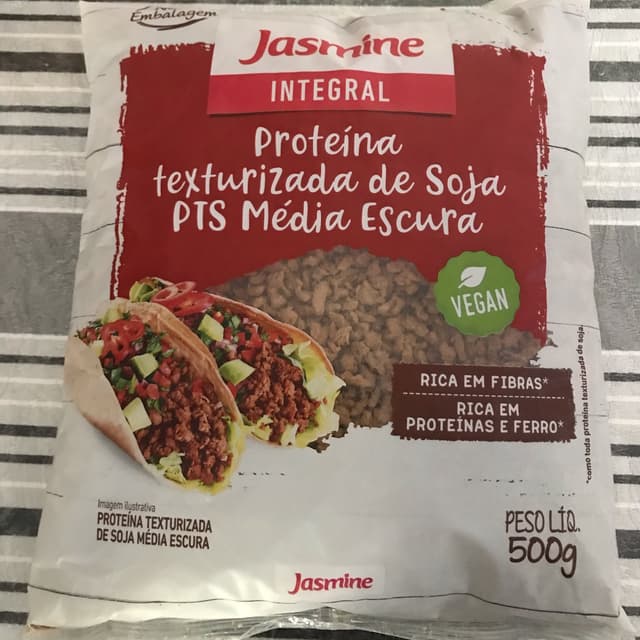 Embalagem
Jasmine
INTEGRAL
Proteína
texturizada de Soja
PTS Média Escura
VEGAN
RICA EM FIBRAS*
RICA EM
PROTEÍNAS E FERRO*
*como toda proteína texturizada de soja.
Imagem ilustrativa
PROTEÍNA TEXTURIZADA
DE SOJA MÉDIA ESCURA
PESO LÍQ.
500g
Jasmine